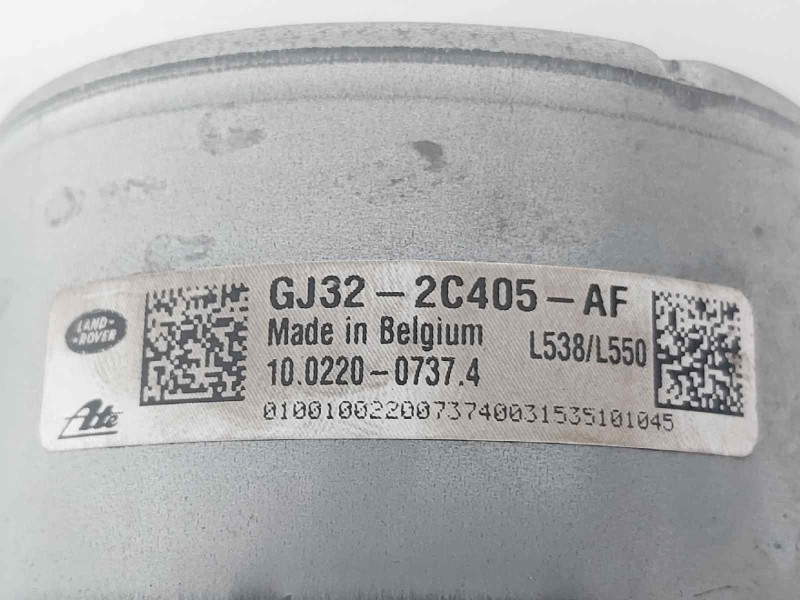 GJ32-2C405-AF
LAND-
ROVER
Made in Belgium
L538/L550
10.0220-0737.4
Ate
0100100220073740031535101045